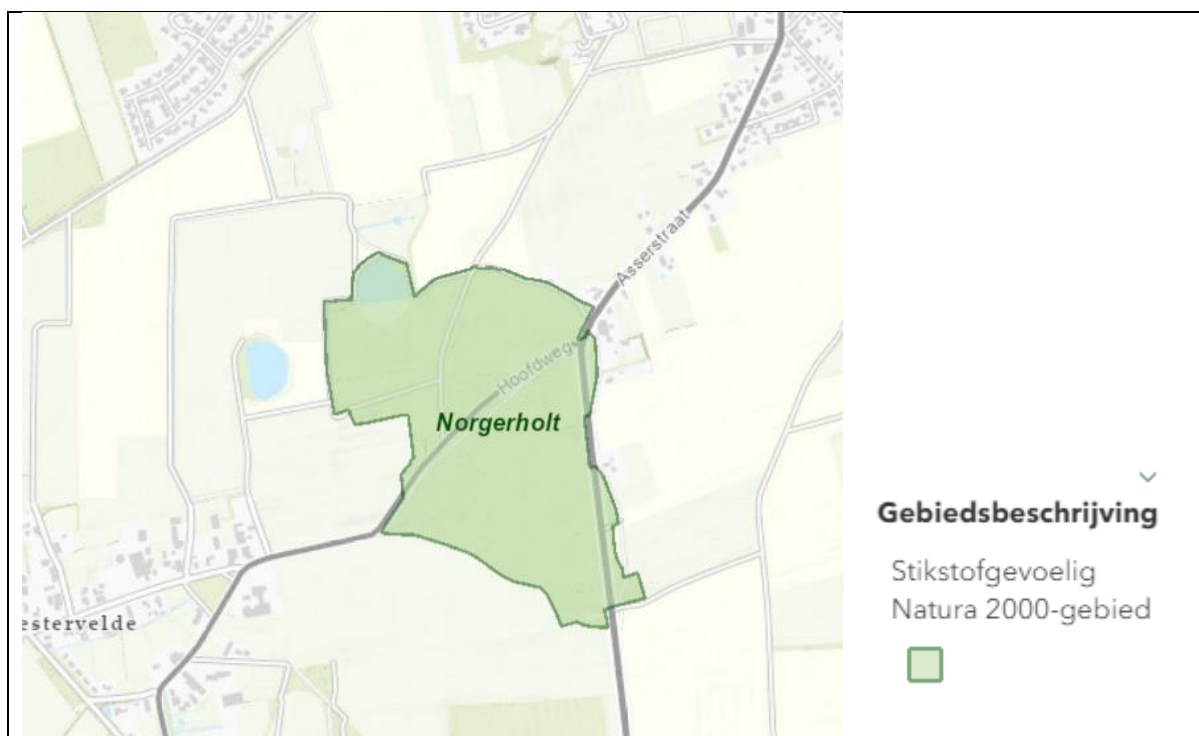 Asserstraat
Hoofdweg
Norgerholt
estervelde
Gebiedsbeschrijving
Stikstofgevoelig
Natura 2000-gebied